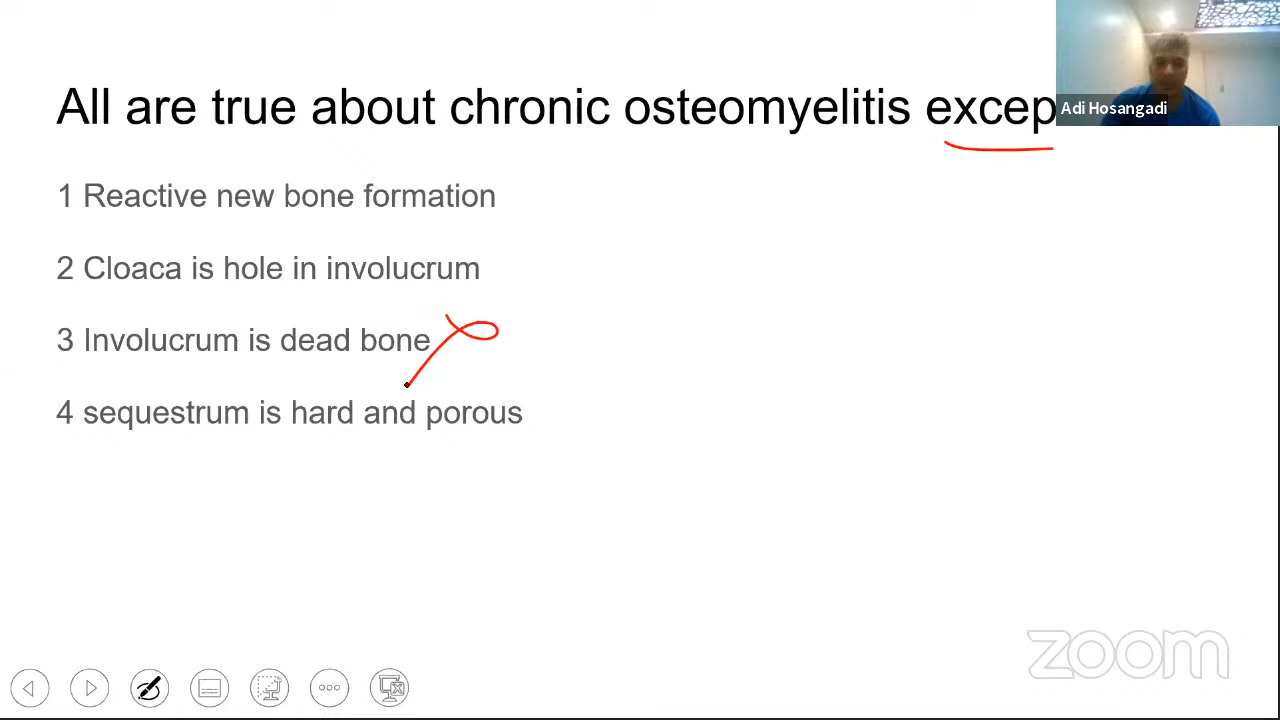 All are true about chronic osteomyelitis excep
Adi Hosangadi
1 Reactive new bone formation
2 Cloaca is hole in involucrum
3 Involucrum is dead bone
4 sequestrum is hard and porous
zoom